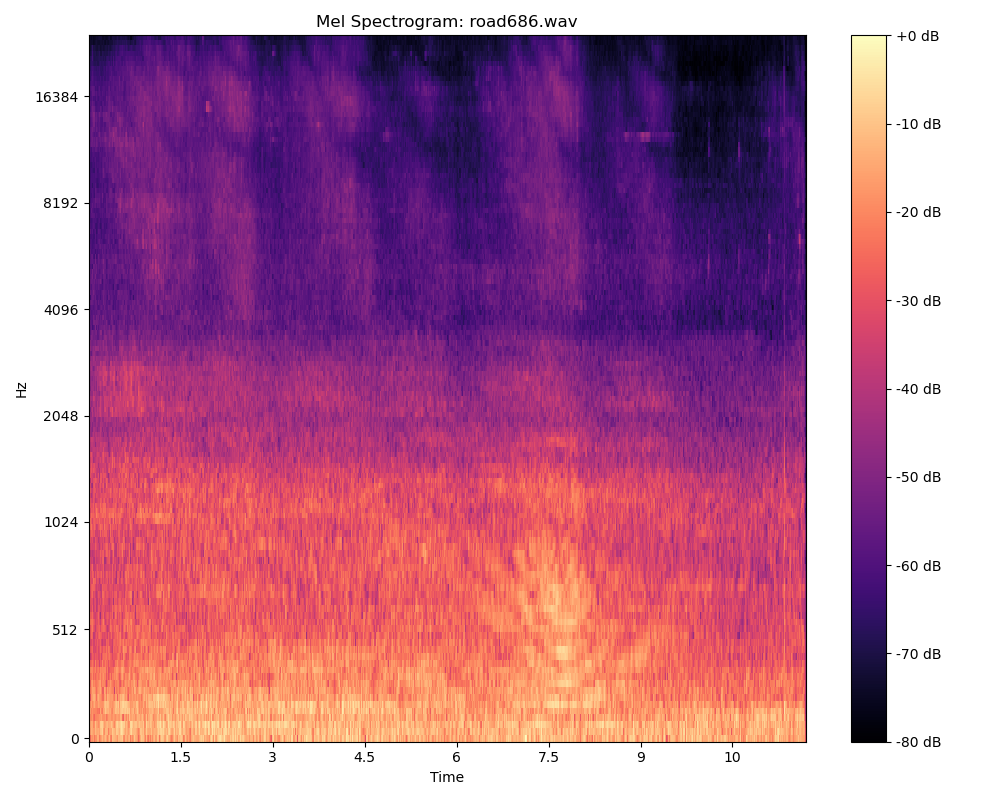 Mel Spectrogram: road686.wav
Hz
16384
8192
4096
2048
1024
512
0
0 1.5 3 4.5 6 7.5 9 10
Time
+0 dB
-10 dB
-20 dB
-30 dB
-40 dB
-50 dB
-60 dB
-70 dB
-80 dB